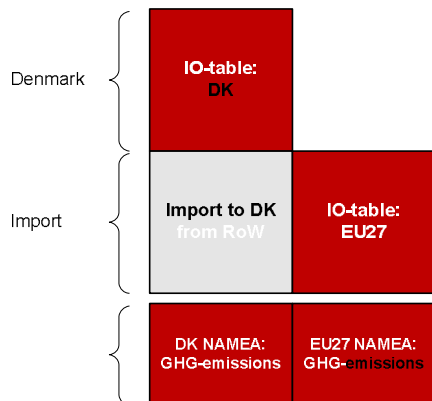 IO-table:
DK
Denmark
Import
Import to DK
from RoW
IO-table:
EU27
DK NAMEA:
GHG-emissions
EU27 NAMEA:
GHG-emissions